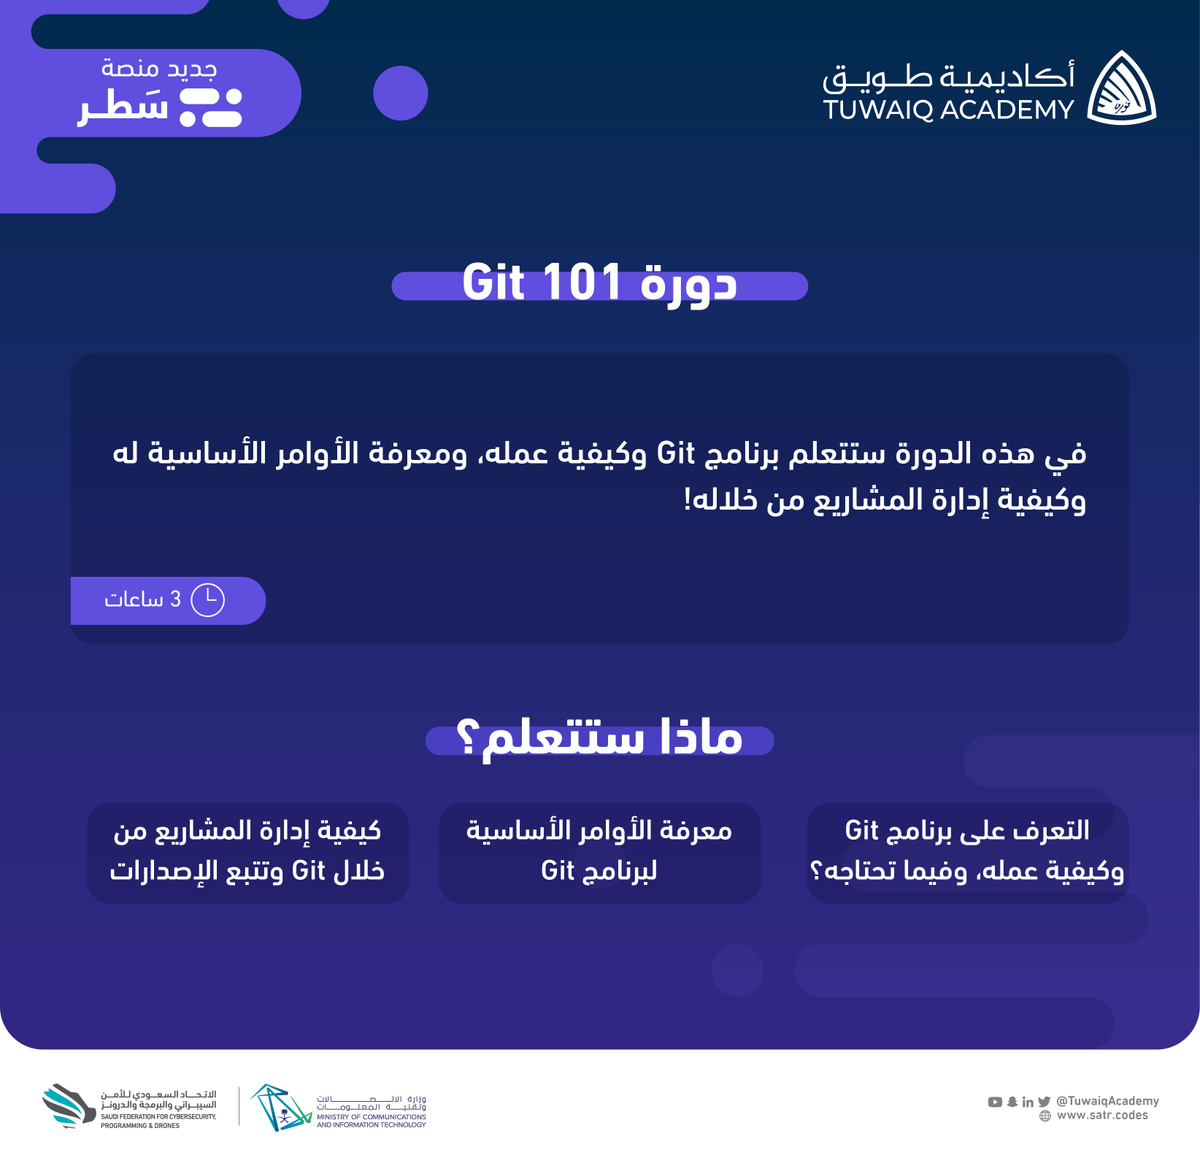 جديد منصة
سَطر
أكاديمية طويق
TUWAIQ ACADEMY
دورة Git 101
في هذه الدورة ستتعلم برنامج Git وكيفية عمله، ومعرفة الأوامر الأساسية له
وكيفية إدارة المشاريع من خلاله!
3 ساعات
ماذا ستتعلم؟
التعرف على برنامج Git
وكيفية عمله، وفيما تحتاجه؟
معرفة الأوامر الأساسية
لبرنامج Git
كيفية إدارة المشاريع من
خلال Git وتتبع الإصدارات
الاتحاد السعودي للأمن
السيبراني والبرمجة والدرونز
SAUDI FEDERATION FOR CYBERSECURITY,
PROGRAMMING & DRONES
وزارة الاتصالات
وتقنية المعلومات
MINISTRY OF COMMUNICATIONS
AND INFORMATION TECHNOLOGY
@TuwaiqAcademy
www.satr.codes